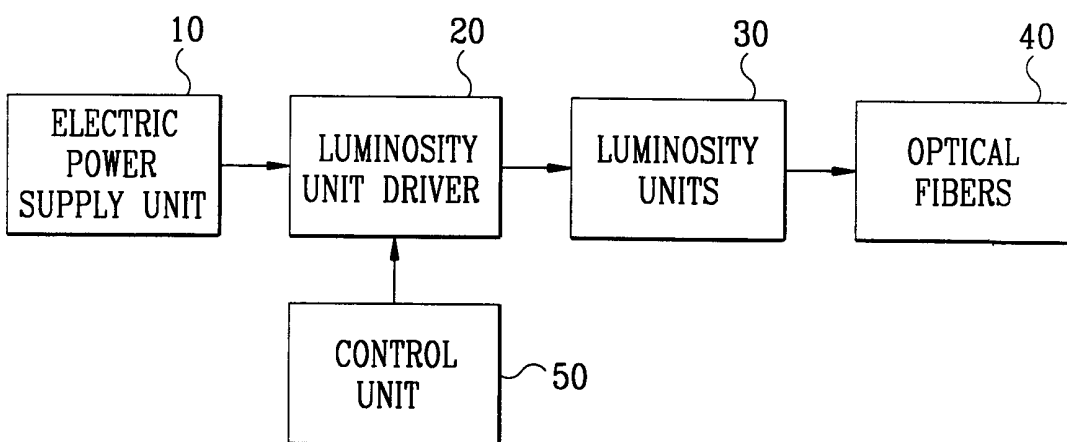 10
20
30
40
ELECTRIC
POWER
SUPPLY UNIT
LUMINOSITY
UNIT DRIVER
LUMINOSITY
UNITS
OPTICAL
FIBERS
CONTROL
UNIT
50